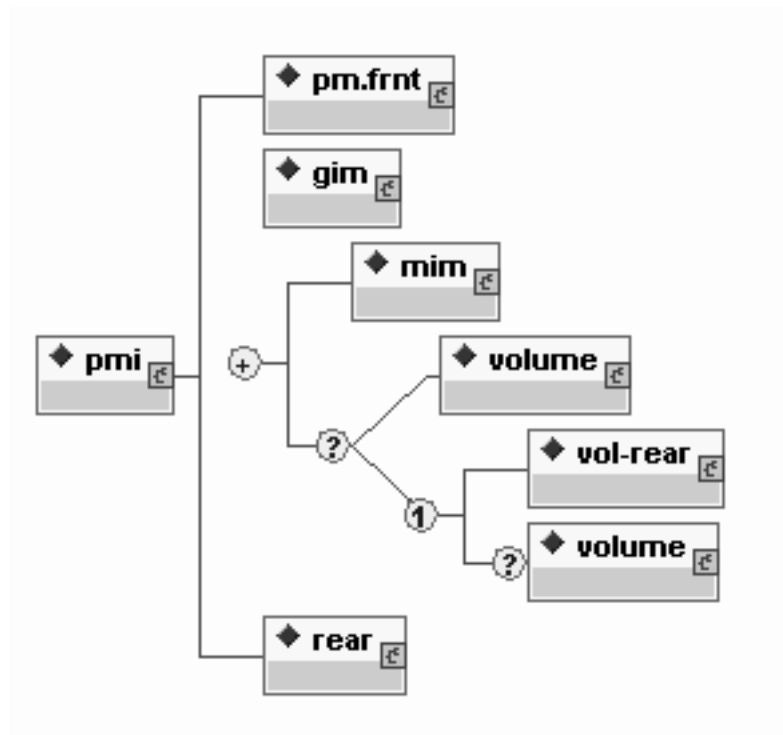 pm.frnt
gim
mim
pmi
+
volume
?
vol-rear
1
volume
?
rear